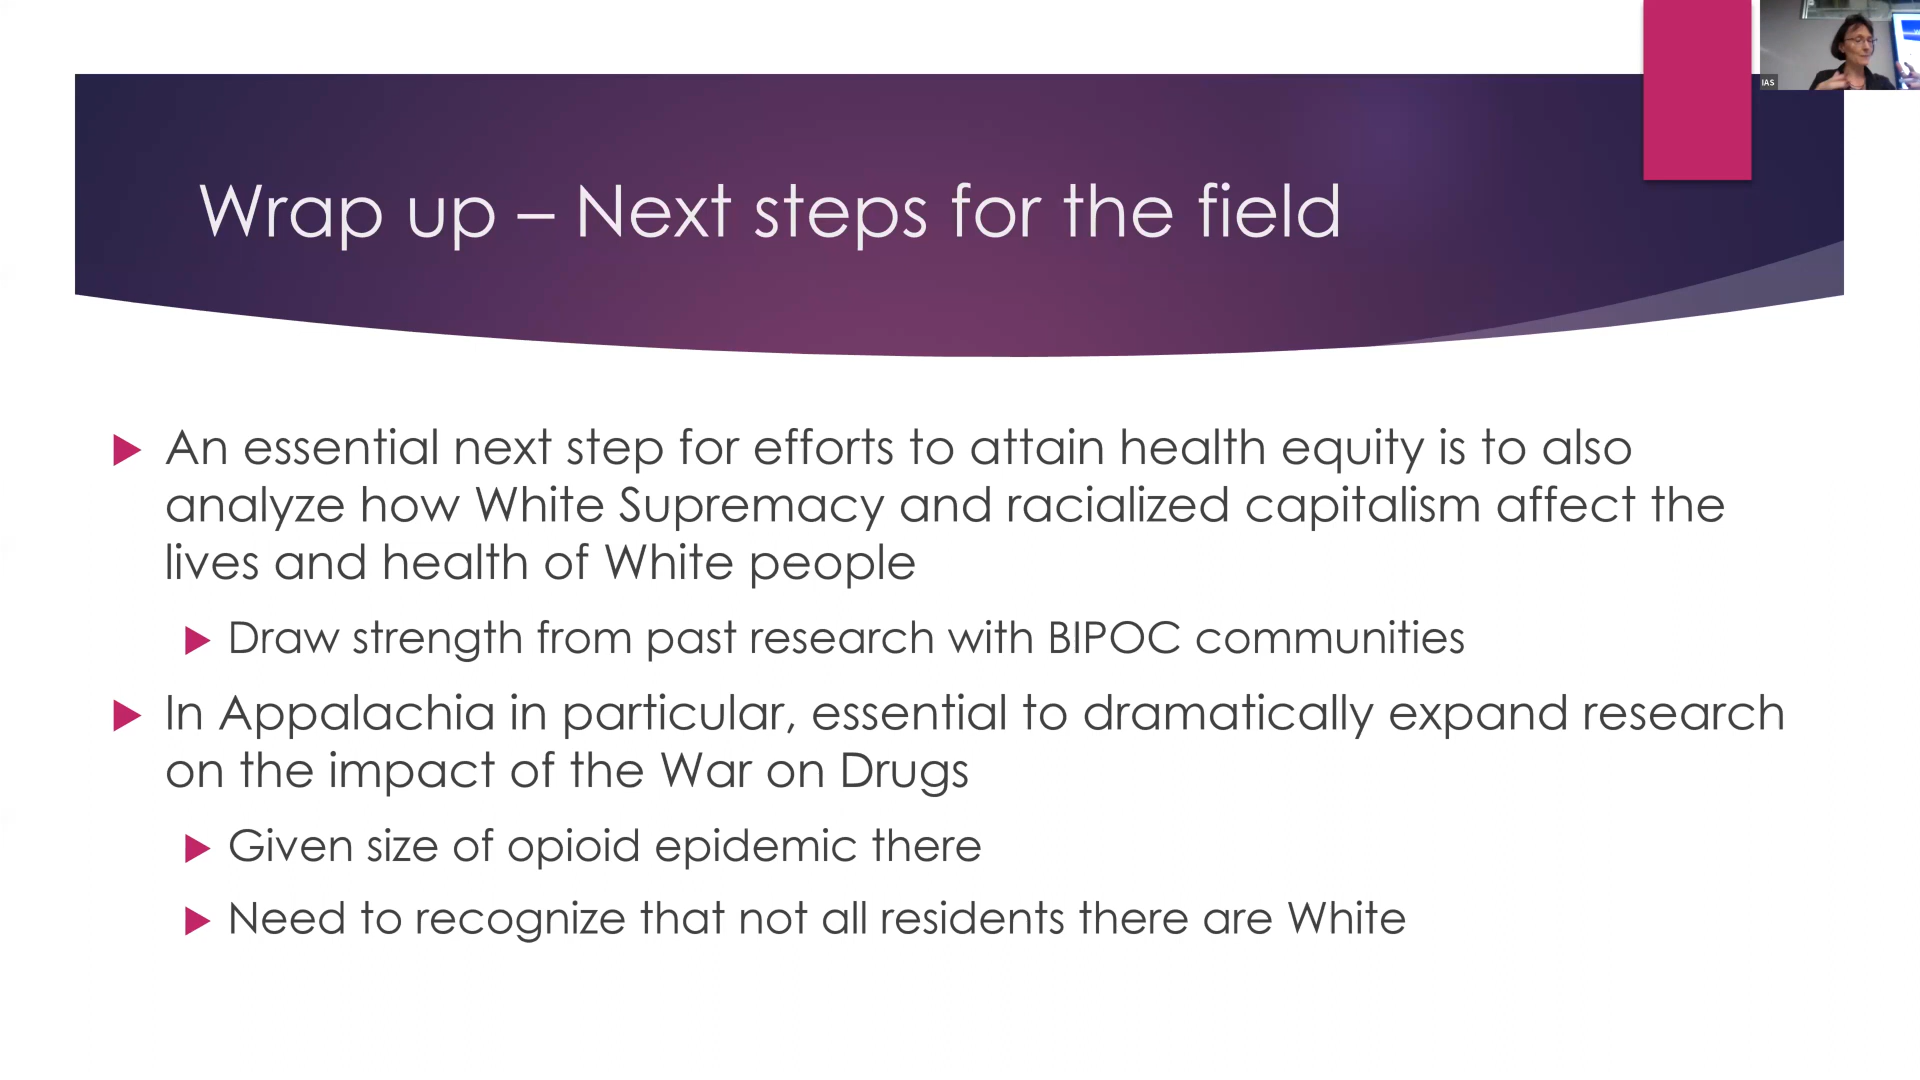 IAS
Wrap up – Next steps for the field
An essential next step for efforts to attain health equity is to also
analyze how White Supremacy and racialized capitalism affect the
lives and health of White people
Draw strength from past research with BIPOC communities
In Appalachia in particular, essential to dramatically expand research
on the impact of the War on Drugs
Given size of opioid epidemic there
Need to recognize that not all residents there are White